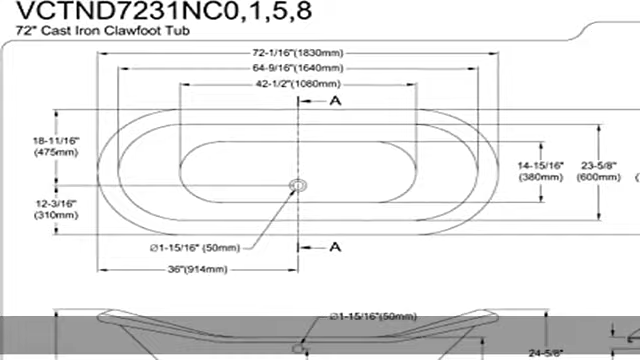 VCTND7231NC0,1,5,8
72" Cast Iron Clawfoot Tub
72-1/16"(1830mm)
64-9/16"(1640mm)
42-1/2"(1080mm)
A
18-11/16"
(475mm)
14-15/16"
(380mm)
23-5/8"
(600mm)
12-3/16"
(310mm)
Ø1-15/16" (50mm)
A
36"(914mm)
Ø1-15/16"(50mm)
24-5/8"